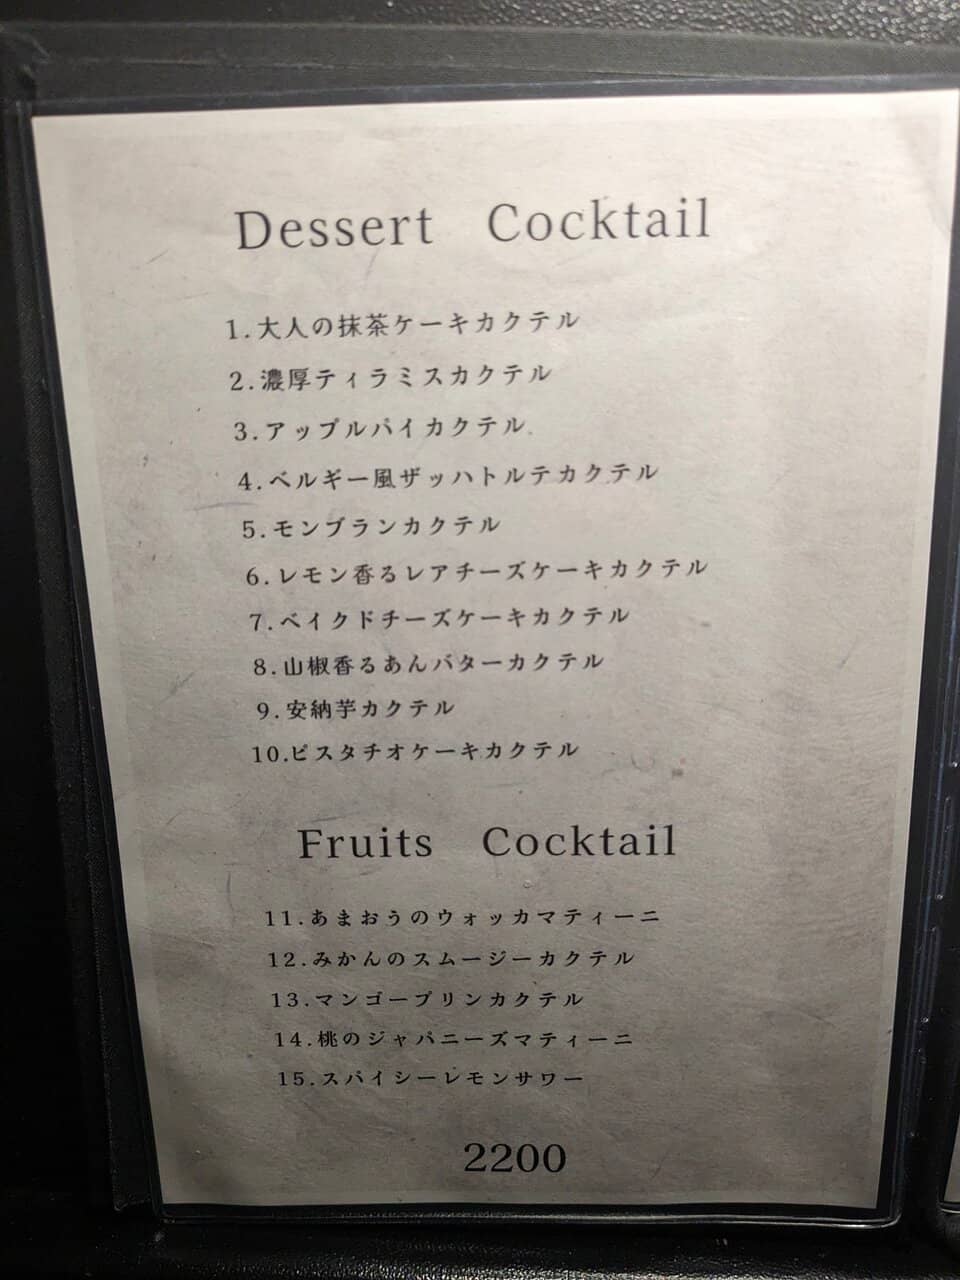 Dessert Cocktail
1.大人の抹茶ケーキカクテル
2.濃厚ティラミスカクテル
3.アップルパイカクテル
4.ベルギー風ザッハトルテカクテル
5.モンブランカクテル
6.レモン香るレアチーズケーキカクテル
7.ベイクドチーズケーキカクテル
8.山椒香るあんバターカクテル
9.安納芋カクテル
10.ピスタチオケーキカクテル
Fruits Cocktail
11.あまおうのウォッカマティーニ
12.みかんのスムージーカクテル
13.マンゴープリンカクテル
14.桃のジャパニーズマティーニ
15.スパイシーレモンサワー
2200